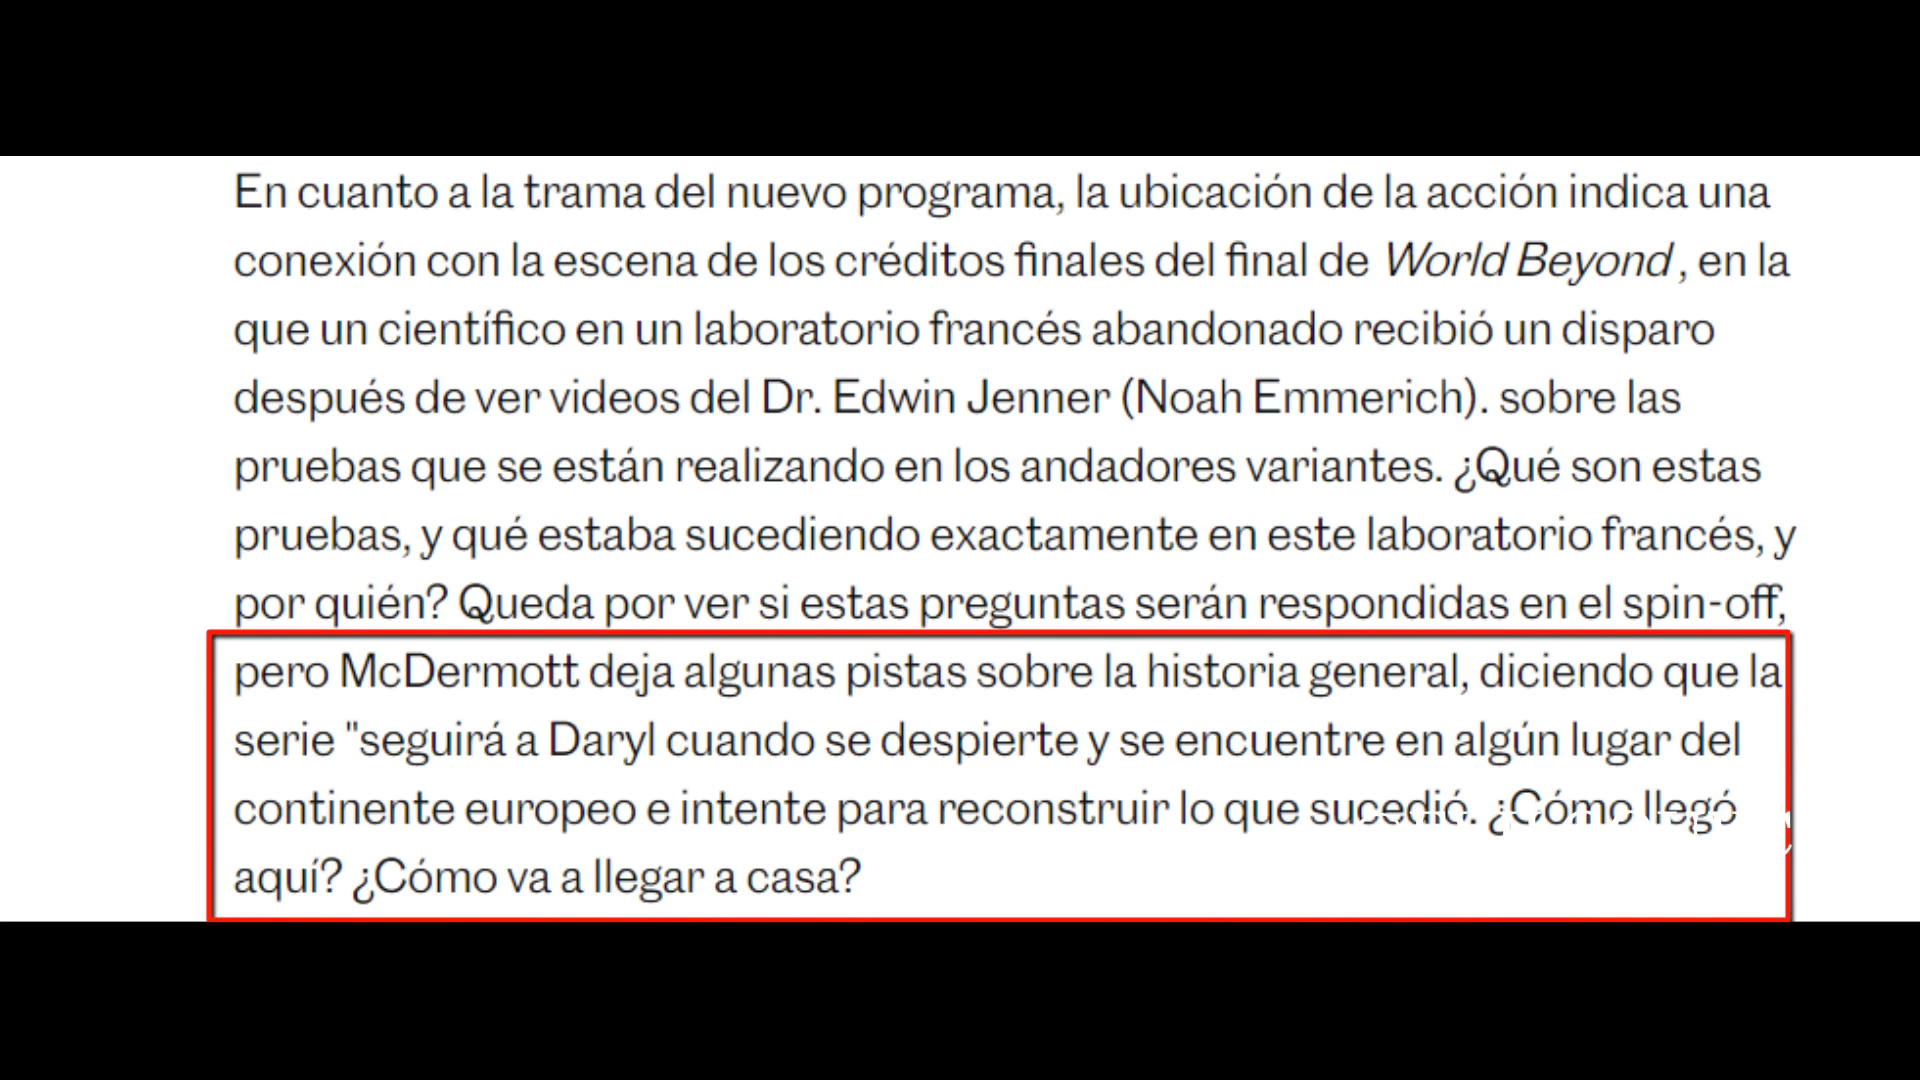 En cuanto a la trama del nuevo programa, la ubicación de la acción indica una
conexión con la escena de los créditos finales del final de World Beyond , en la
que un científico en un laboratorio francés abandonado recibió un disparo
después de ver videos del Dr. Edwin Jenner (Noah Emmerich). sobre las
pruebas que se están realizando en los andadores variantes. ¿Qué son estas
pruebas, y qué estaba sucediendo exactamente en este laboratorio francés, y
por quién? Queda por ver si estas preguntas serán respondidas en el spin-off,
pero McDermott deja algunas pistas sobre la historia general, diciendo que la
serie "seguirá a Daryl cuando se despierte y se encuentre en algún lugar del
continente europeo e intente para reconstruir lo que sucedió. ¿Cómo llegó
aquí? ¿Cómo va a llegar a casa?